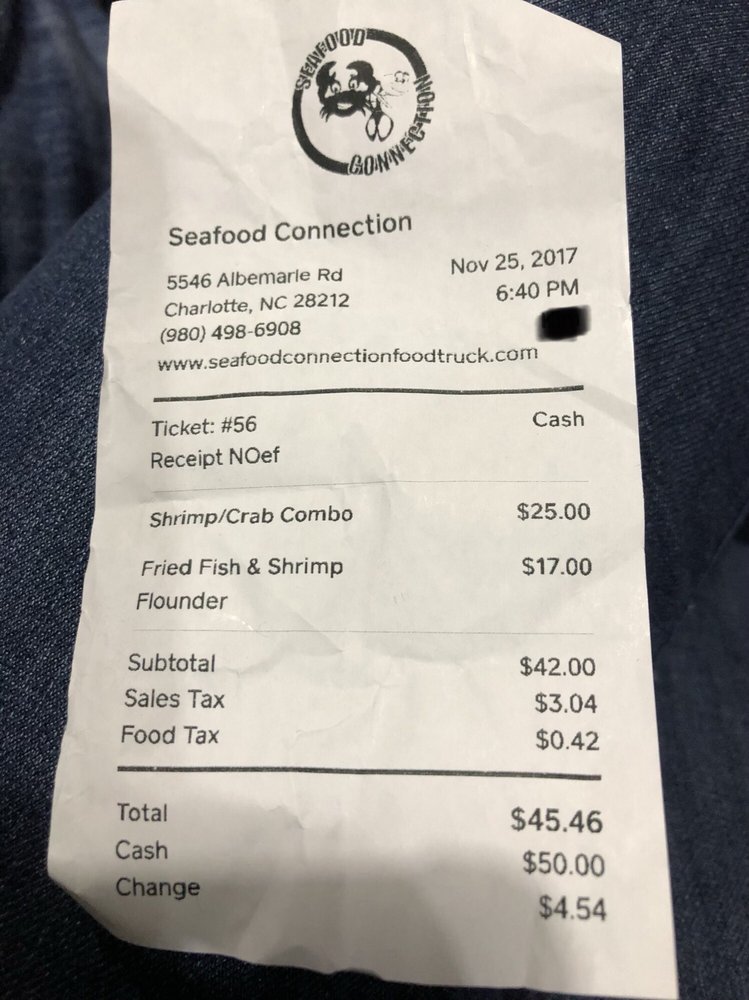 SEAFOOD
CONNECTION
Seafood Connection
5546 Albemarle Rd
Nov 25, 2017
Charlotte, NC 28212
6:40 PM
(980) 498-6908
www.seafoodconnectionfoodtruck.com
Ticket: #56 Cash
Receipt NOef
Shrimp/Crab Combo $25.00
Fried Fish & Shrimp $17.00
Flounder
Subtotal $42.00
Sales Tax $3.04
Food Tax $0.42
Total $45.46
Cash $50.00
Change $4.54